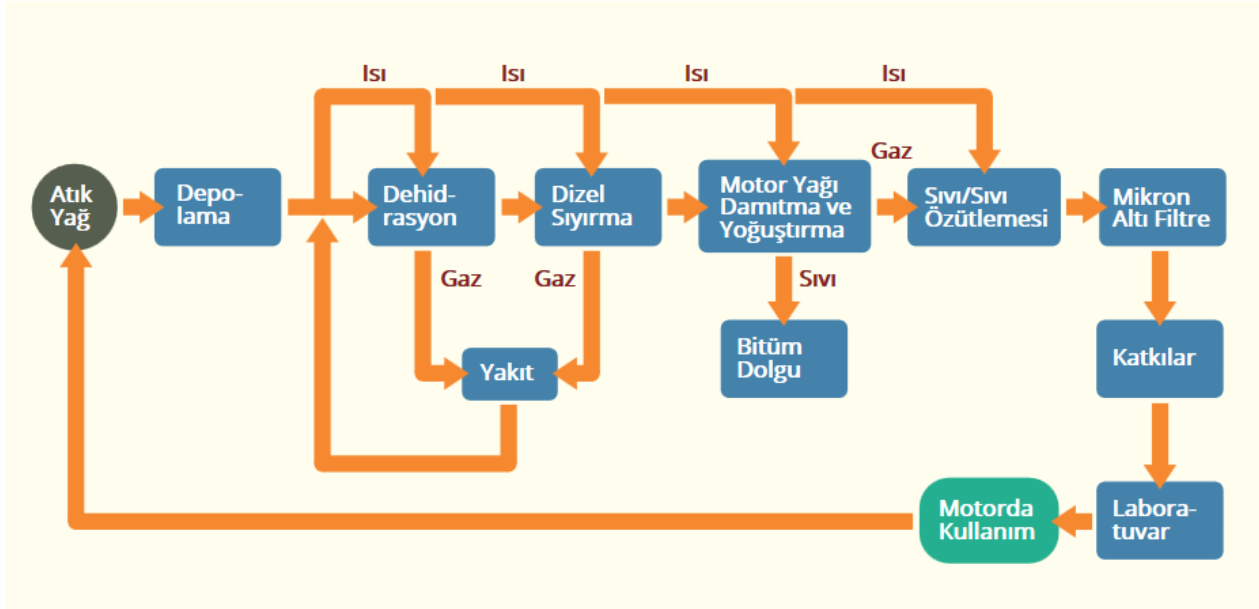 Isı
Isı
Isı
Isı
Atık
Yağ
Depo-
lama
Dehid-
rasyon
Dizel
Sıyırma
Motor Yağı
Damıtma ve
Yoğuştırma
Gaz
Sıvı/Sıvı
Özütlemesi
Mikron
Altı Filtre
Gaz
Gaz
Sıvı
Yakıt
Bitüm
Dolgu
Katkılar
Motorda
Kullanım
Labora-
tuvar